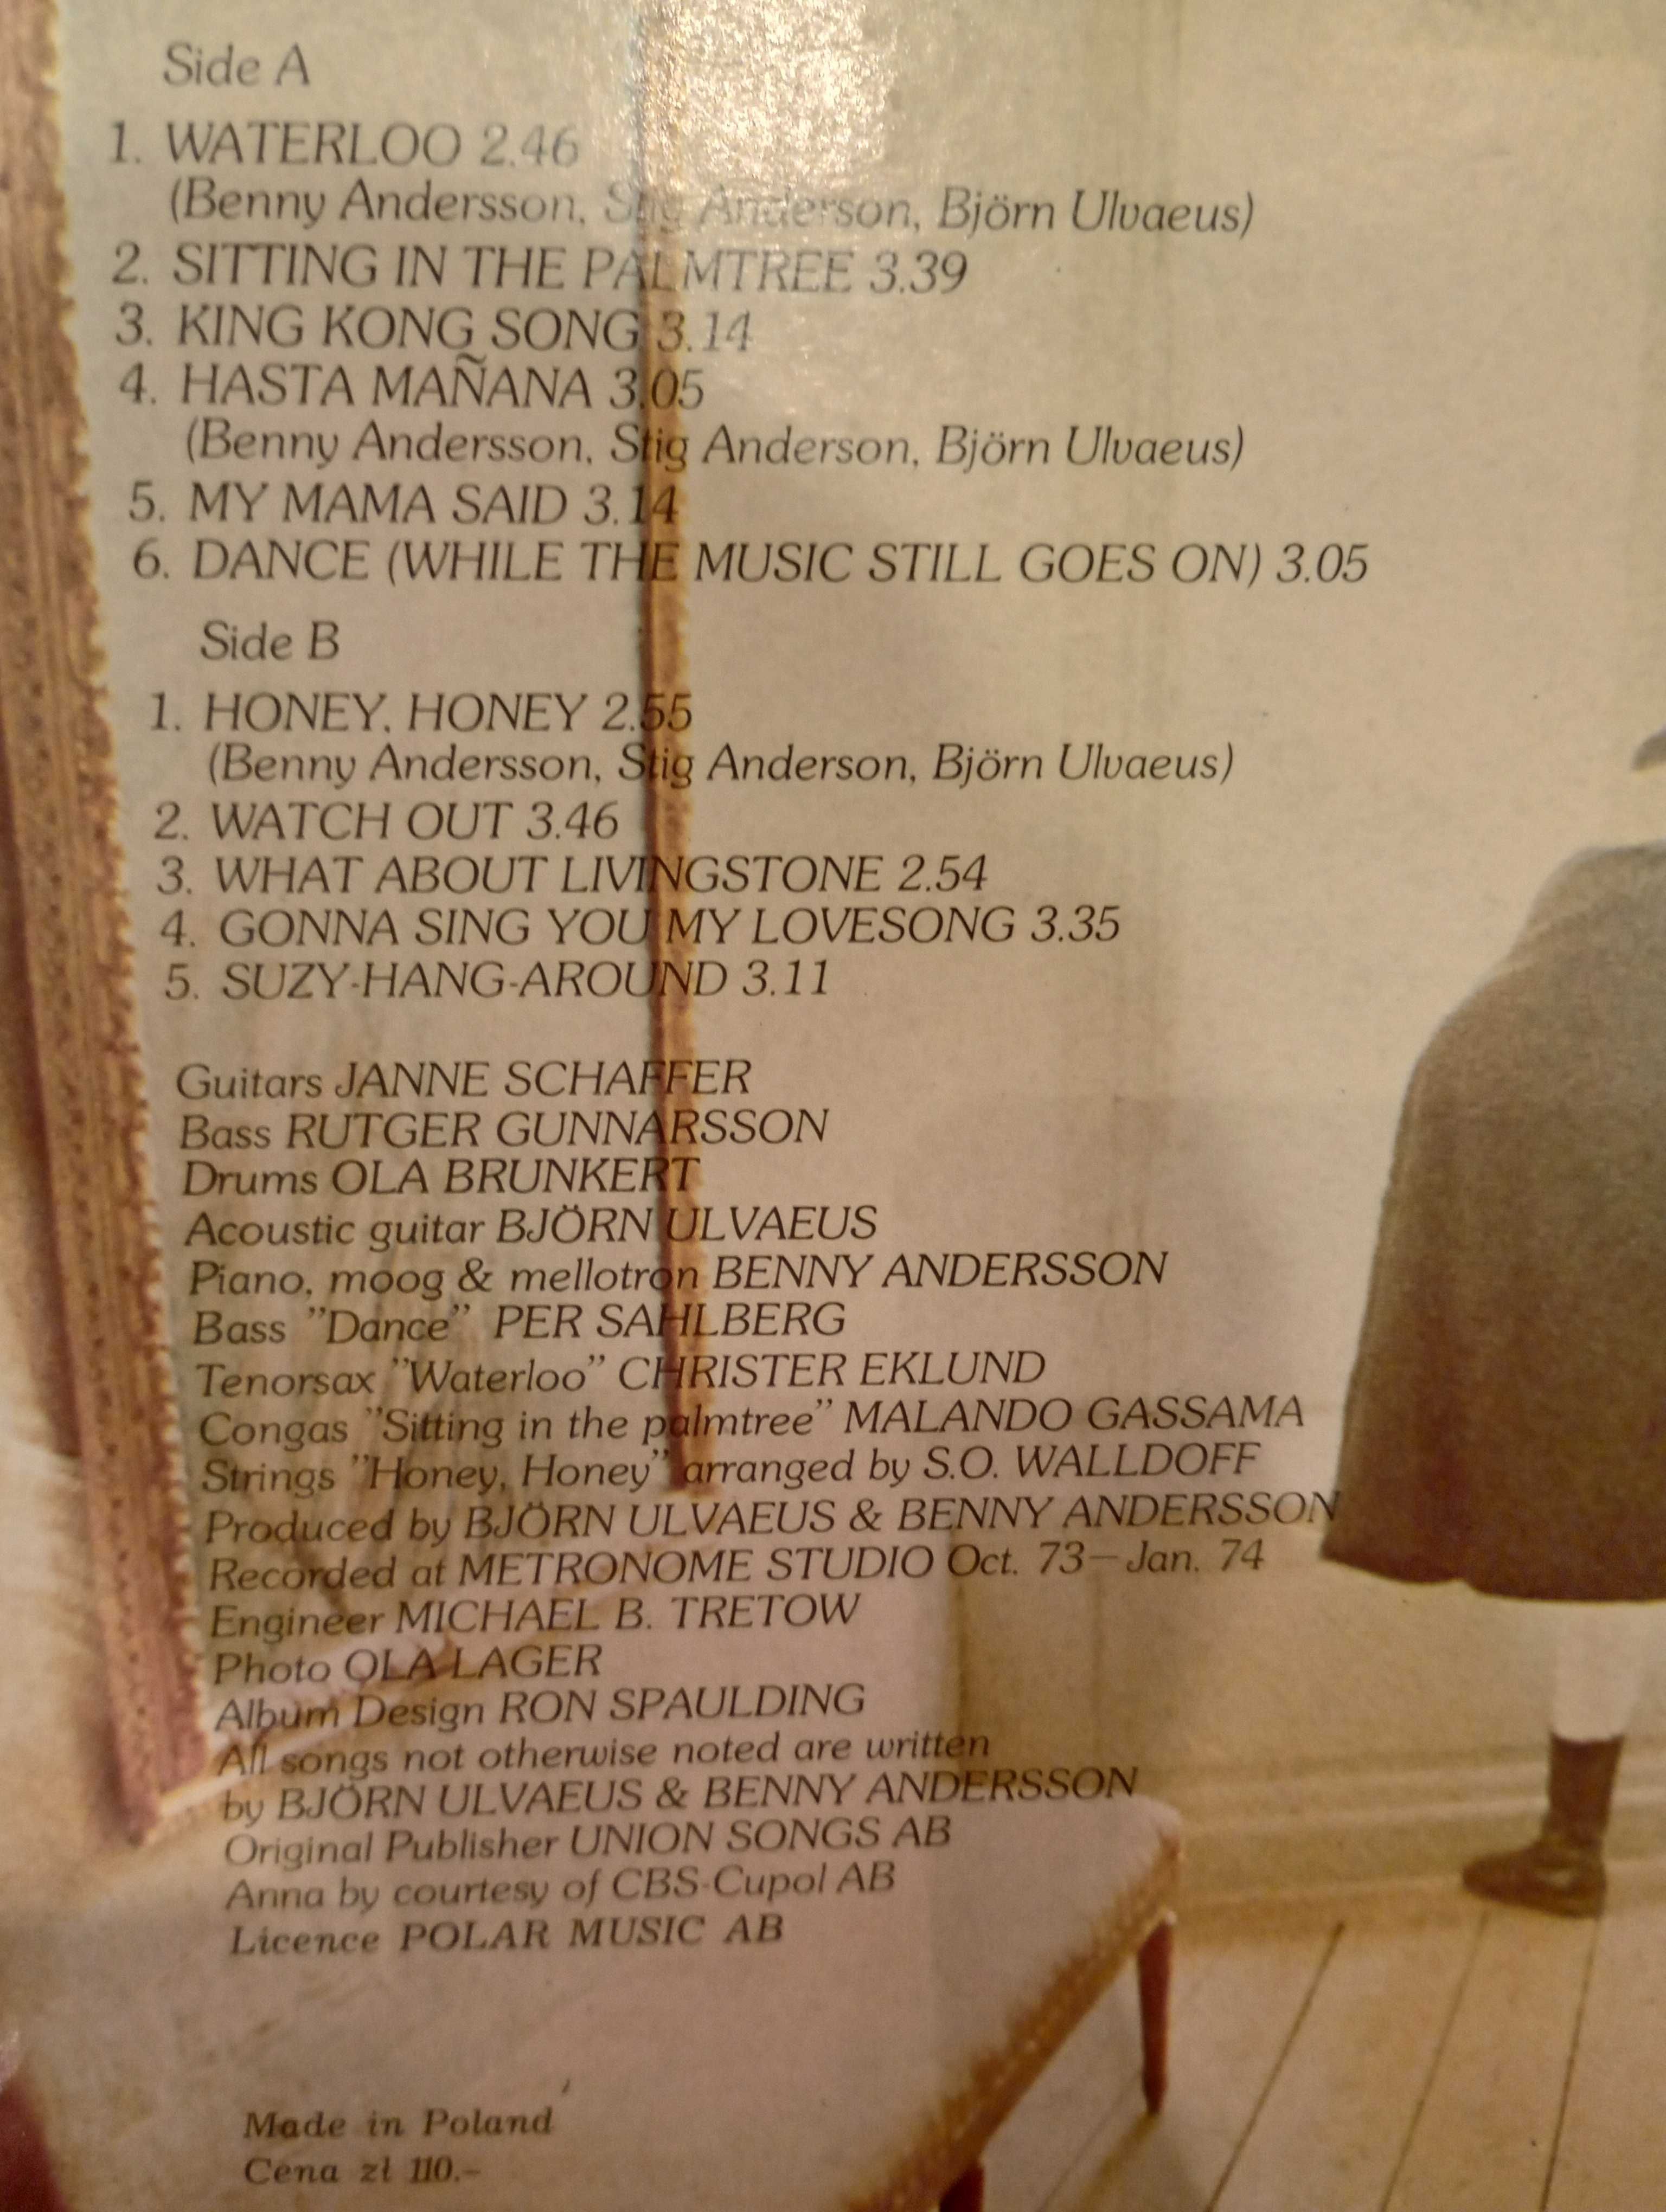 Side A
1. WATERLOO 2.46
(Benny Andersson, Stig Anderson, Björn Ulvaeus)
2. SITTING IN THE PALMTREE 3.39
3. KING KONG SONG 3.14
4. HASTA MAÑANA 3.05
(Benny Andersson, Stig Anderson, Björn Ulvaeus)
5. MY MAMA SAID 3.14
6. DANCE (WHILE THE MUSIC STILL GOES ON) 3.05
Side B
1. HONEY, HONEY 2.55
(Benny Andersson, Stig Anderson, Björn Ulvaeus)
2. WATCH OUT 3.46
3. WHAT ABOUT LIVINGSTONE 2.54
4. GONNA SING YOU MY LOVESONG 3.35
5. SUZY-HANG-AROUND 3.11
Guitars JANNE SCHAFFER
Bass RUTGER GUNNARSSON
Drums OLA BRUNKERT
Acoustic guitar BJÖRN ULVAEUS
Piano, moog & mellotron BENNY ANDERSSON
Bass "Dance" PER SAHLBERG
Tenorsax "Waterloo" CHRISTER EKLUND
Congas "Sitting in the palmtree" MALANDO GASSAMA
Strings "Honey, Honey" arranged by S.O. WALLDOFF
Produced by BJÖRN ULVAEUS & BENNY ANDERSSON
Recorded at METRONOME STUDIO Oct. 73—Jan. 74
Engineer MICHAEL B. TRETOW
Photo OLA LAGER
Album Design RON SPAULDING
All songs not otherwise noted are written
by BJÖRN ULVAEUS & BENNY ANDERSSON
Original Publisher UNION SONGS AB
Anna by courtesy of CBS-Cupol AB
Licence POLAR MUSIC AB
Made in Poland
Cena zł 110.-